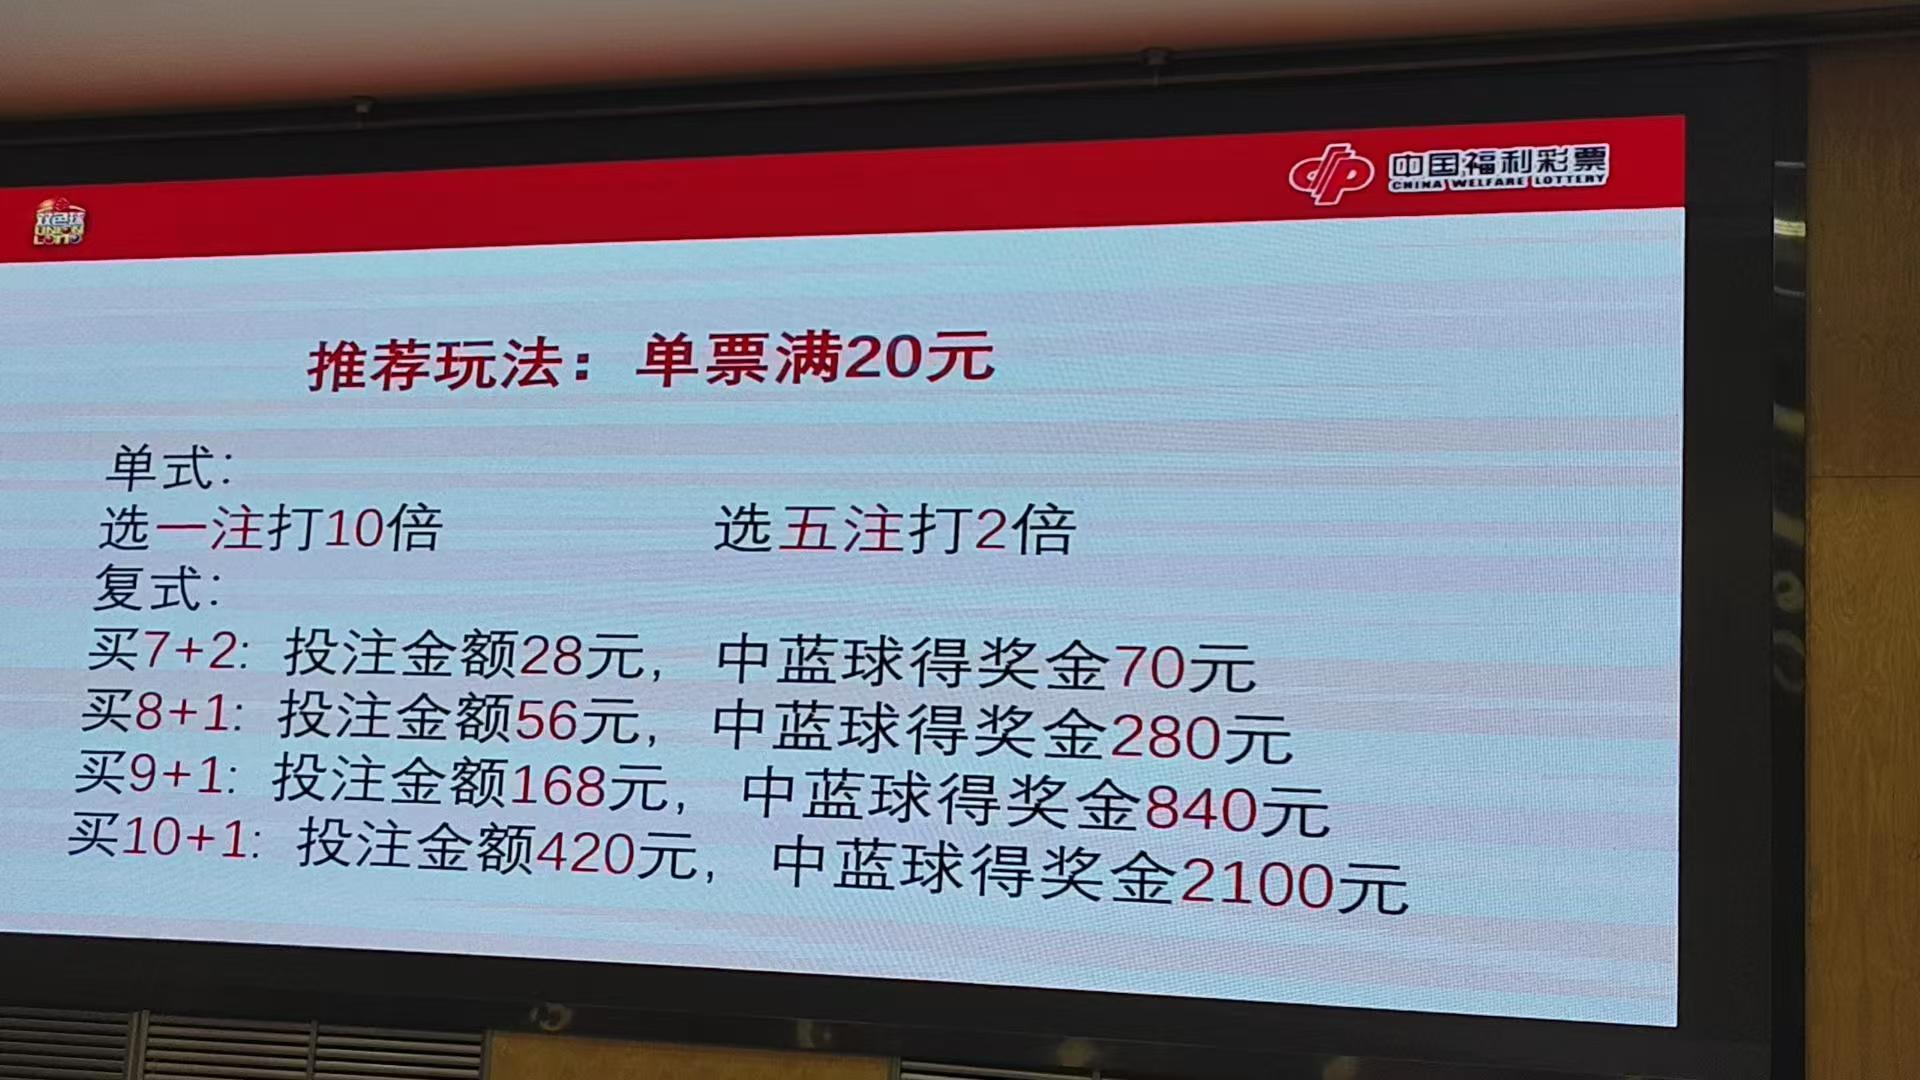 双色球
UNION
LOTTO
中国福利彩票
CHINA WELFARE LOTTERY
推荐玩法：单票满20元
单式：
选一注打10倍 选五注打2倍
复式：
买7+2: 投注金额28元, 中蓝球得奖金70元
买8+1: 投注金额56元, 中蓝球得奖金280元
买9+1: 投注金额168元, 中蓝球得奖金840元
买10+1: 投注金额420元, 中蓝球得奖金2100元